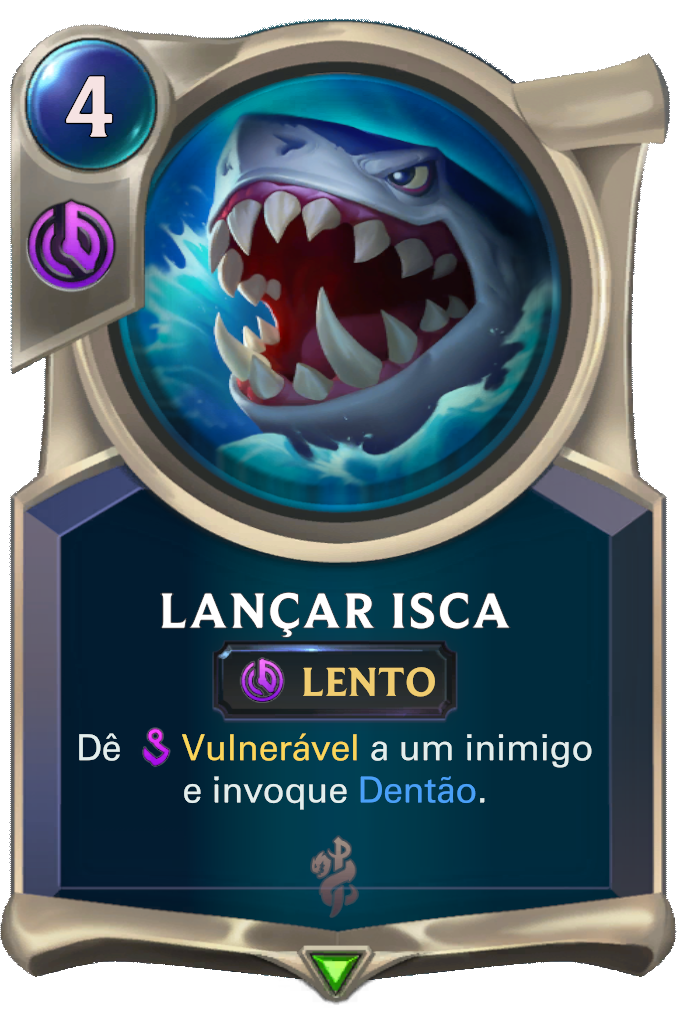 4
LANÇAR ISCA
LENTO
Dê Vulnerável a um inimigo
e invoque Dentão.